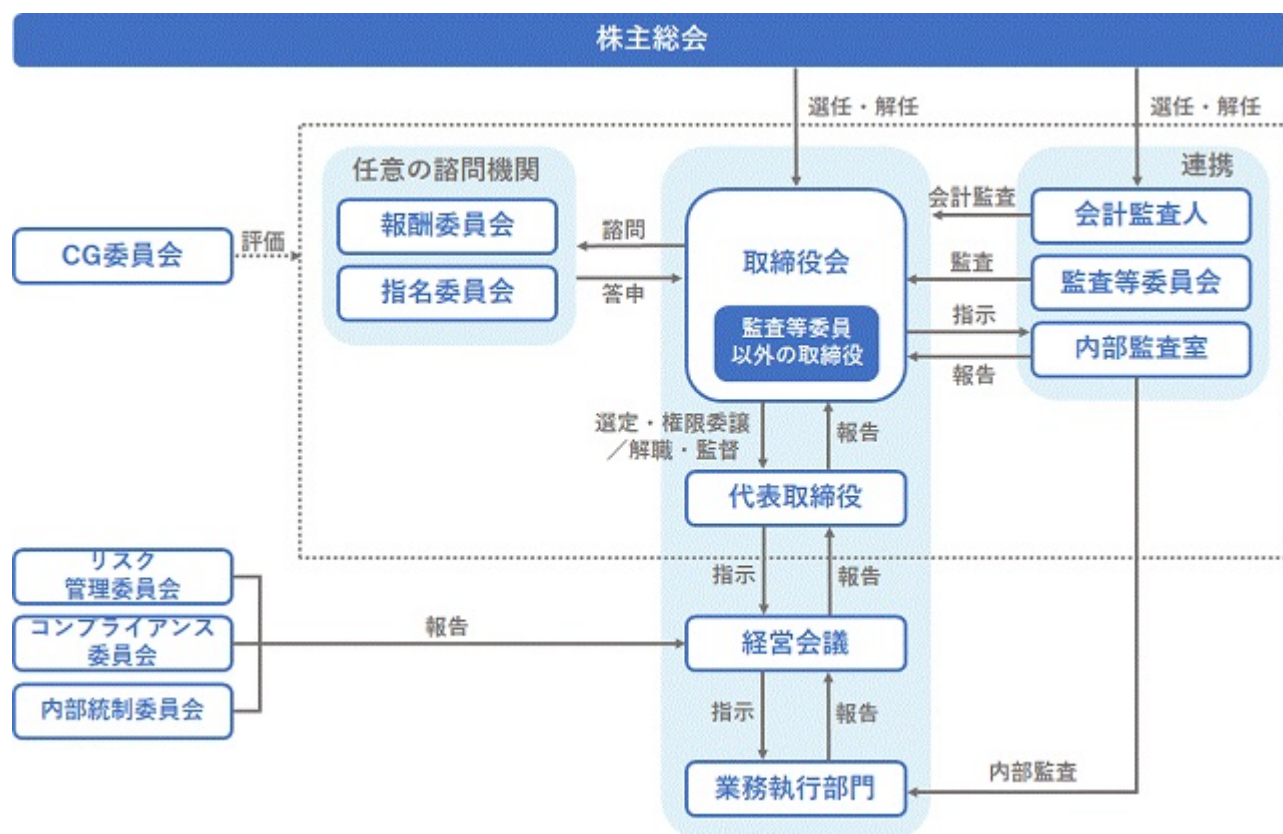 株主総会
選任・解任
選任・解任
任意の諮問機関
報酬委員会
指名委員会
CG委員会
評価
諮問
答申
取締役会
監査等委員
以外の取締役
連携
会計監査人
監査等委員会
内部監査室
会計監査
監査
指示
報告
選定・権限委譲
／解職・監督
報告
代表取締役
指示
報告
リスク
管理委員会
コンプライアンス
委員会
内部統制委員会
報告
経営会議
指示
報告
業務執行部門
内部監査